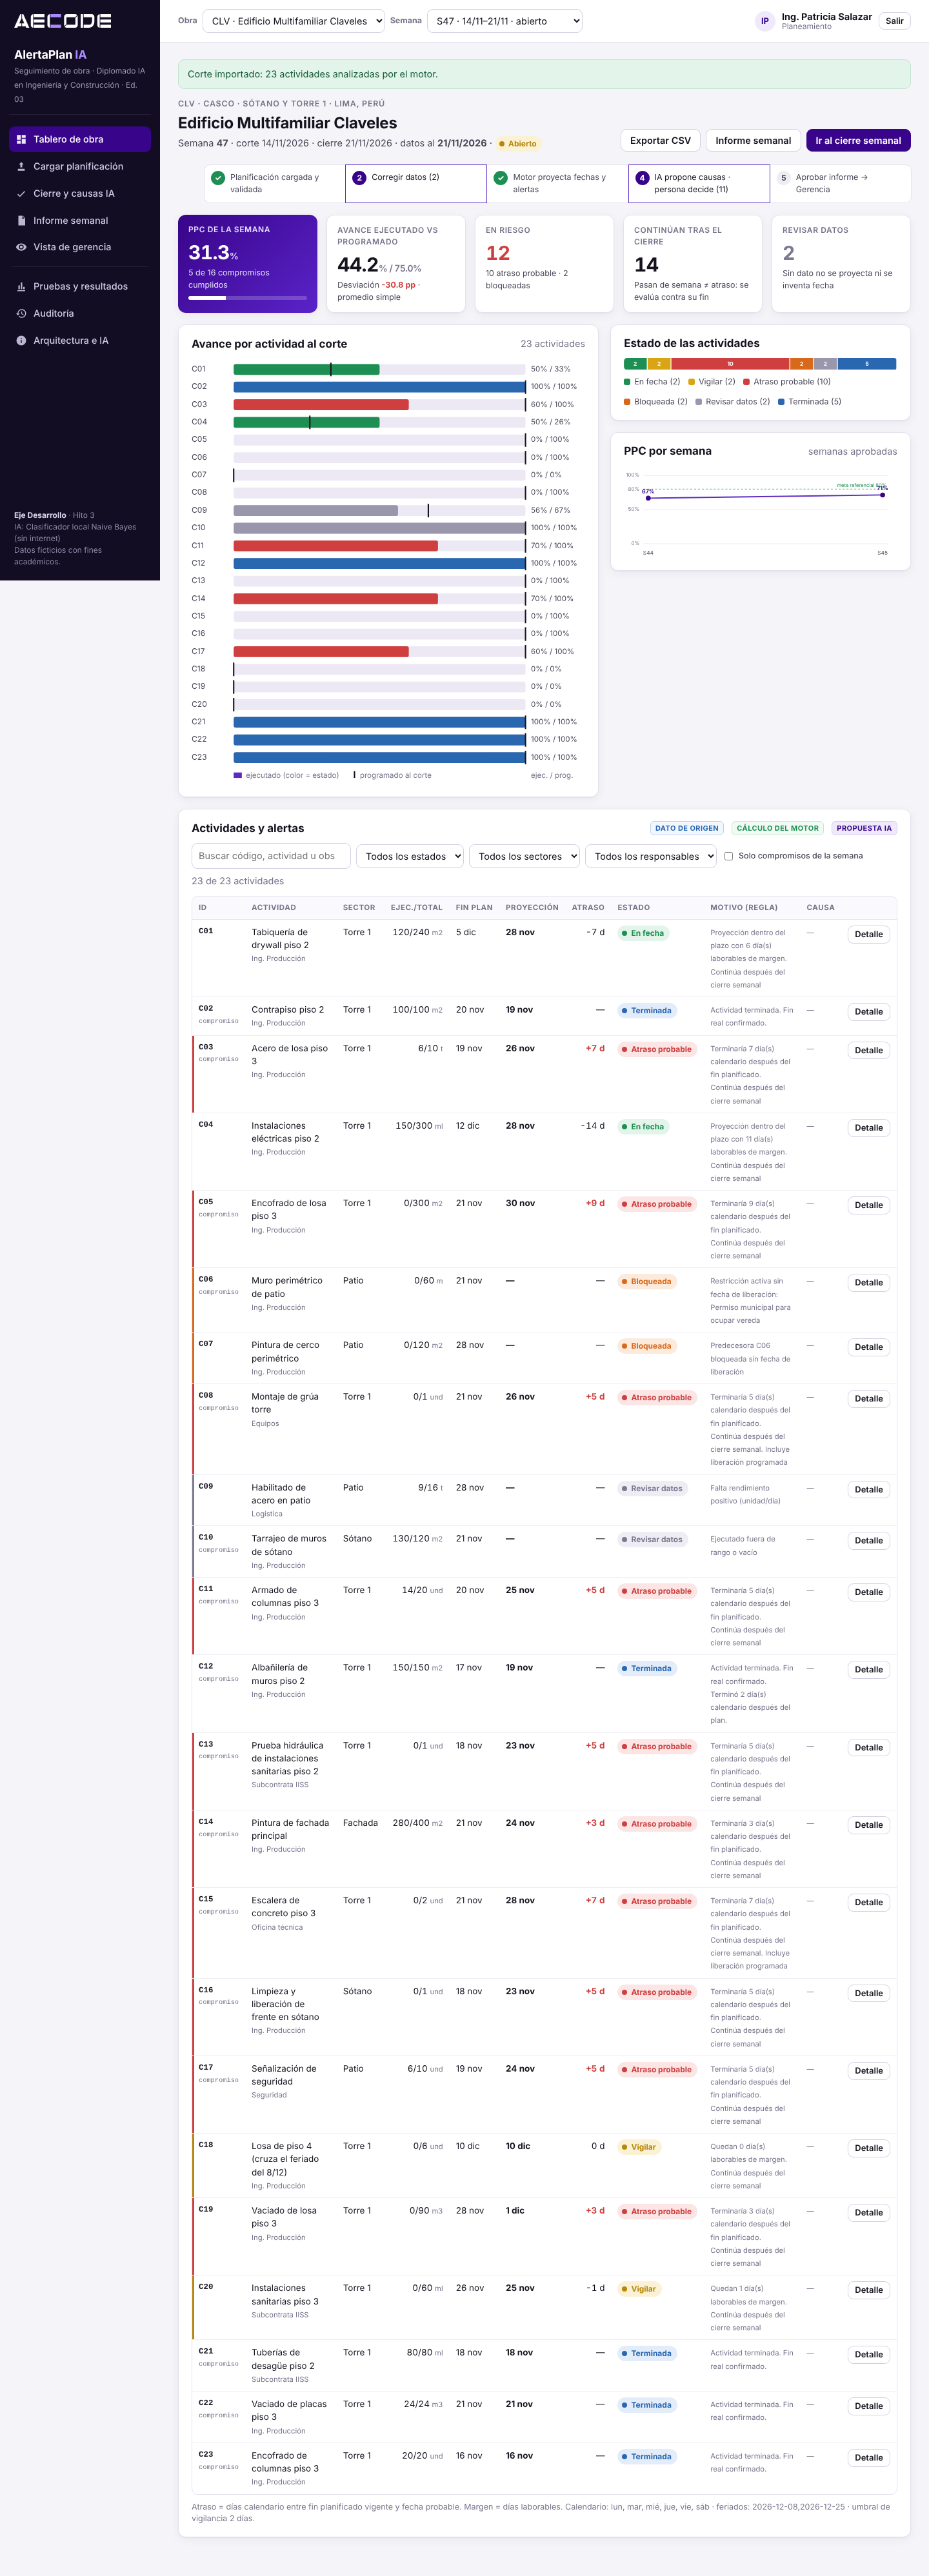 AECODE
AlertaPlan IA
Seguimiento de obra · Diplomado IA
en Ingeniería y Construcción · Ed.
03
Tablero de obra
Cargar planificación
Cierre y causas IA
Informe semanal
Vista de gerencia
Pruebas y resultados
Auditoría
Arquitectura e IA
Eje Desarrollo · Hito 3
IA: Clasificador local Naive Bayes
(sin internet)
Datos ficticios con fines
académicos.
Obra CLV · Edificio Multifamiliar Claveles Semana S47 · 14/11–21/11 · abierto
IP Ing. Patricia Salazar
Planeamiento
Salir
Corte importado: 23 actividades analizadas por el motor.
CLV · CASCO · SÓTANO Y TORRE 1 · LIMA, PERÚ
Edificio Multifamiliar Claveles
Semana 47 · corte 14/11/2026 · cierre 21/11/2026 · datos al 21/11/2026 · Abierto
Exportar CSV Informe semanal Ir al cierre semanal
Planificación cargada y
validada
2 Corregir datos (2)
Motor proyecta fechas y
alertas
4 IA propone causas ·
persona decide (11)
5 Aprobar informe →
Gerencia
PPC DE LA SEMANA
31.3%
5 de 16 compromisos
cumplidos
AVANCE EJECUTADO VS
PROGRAMADO
44.2% / 75.0%
Desviación -30.8 pp ·
promedio simple
EN RIESGO
12
10 atraso probable · 2
bloqueadas
CONTINÚAN TRAS EL
CIERRE
14
Pasan de semana ≠ atraso: se
evalúa contra su fin
REVISAR DATOS
2
Sin dato no se proyecta ni se
inventa fecha
Avance por actividad al corte 23 actividades
C01 50% / 33%
C02 100% / 100%
C03 60% / 100%
C04 50% / 26%
C05 0% / 100%
C06 0% / 100%
C07 0% / 0%
C08 0% / 100%
C09 56% / 67%
C10 100% / 100%
C11 70% / 100%
C12 100% / 100%
C13 0% / 100%
C14 70% / 100%
C15 0% / 100%
C16 0% / 100%
C17 60% / 100%
C18 0% / 0%
C19 0% / 0%
C20 0% / 0%
C21 100% / 100%
C22 100% / 100%
C23 100% / 100%
ejecutado (color = estado) programado al corte ejec. / prog.
Estado de las actividades
2 2 10 2 2 5
En fecha (2) Vigilar (2) Atraso probable (10)
Bloqueada (2) Revisar datos (2) Terminada (5)
PPC por semana semanas aprobadas
100%
80%
50%
0%
67%
meta referencial 80%
71%
S44 S45
Actividades y alertas DATO DE ORIGEN CÁLCULO DEL MOTOR PROPUESTA IA
Buscar código, actividad u obs Todos los estados Todos los sectores Todos los responsables Solo compromisos de la semana
23 de 23 actividades
ID ACTIVIDAD SECTOR EJEC./TOTAL FIN PLAN PROYECCIÓN ATRASO ESTADO MOTIVO (REGLA) CAUSA
C01 Tabiquería de Torre 1 120/240 m2 5 dic 28 nov -7 d En fecha Proyección dentro del — Detalle
drywall piso 2 plazo con 6 día(s)
Ing. Producción laborables de margen.
Continúa después del
cierre semanal
C02 Contrapiso piso 2 Torre 1 100/100 m2 20 nov 19 nov — Terminada Actividad terminada. Fin — Detalle
compromiso Ing. Producción real confirmado.
C03 Acero de losa piso Torre 1 6/10 t 19 nov 26 nov +7 d Atraso probable Terminaría 7 día(s) — Detalle
compromiso 3 calendario después del
Ing. Producción fin planificado.
Continúa después del
cierre semanal
C04 Instalaciones Torre 1 150/300 ml 12 dic 28 nov -14 d En fecha Proyección dentro del — Detalle
eléctricas piso 2 plazo con 11 día(s)
Ing. Producción laborables de margen.
Continúa después del
cierre semanal
C05 Encofrado de losa Torre 1 0/300 m2 21 nov 30 nov +9 d Atraso probable Terminaría 9 día(s) — Detalle
compromiso piso 3 calendario después del
Ing. Producción fin planificado.
Continúa después del
cierre semanal
C06 Muro perimétrico Patio 0/60 m 21 nov — — Bloqueada Restricción activa sin — Detalle
compromiso de patio fecha de liberación:
Ing. Producción Permiso municipal para
ocupar vereda
C07 Pintura de cerco Patio 0/120 m2 28 nov — — Bloqueada Predecesora C06 — Detalle
perimétrico bloqueada sin fecha de
Ing. Producción liberación
C08 Montaje de grúa Torre 1 0/1 und 21 nov 26 nov +5 d Atraso probable Terminaría 5 día(s) — Detalle
compromiso torre calendario después del
Equipos fin planificado.
Continúa después del
cierre semanal. Incluye
liberación programada
C09 Habilitado de Patio 9/16 t 28 nov — — Revisar datos Falta rendimiento — Detalle
acero en patio positivo (unidad/día)
Logística
C10 Tarrajeo de muros Sótano 130/120 m2 21 nov — — Revisar datos Ejecutado fuera de — Detalle
compromiso de sótano rango o vacío
Ing. Producción
C11 Armado de Torre 1 14/20 und 20 nov 25 nov +5 d Atraso probable Terminaría 5 día(s) — Detalle
compromiso columnas piso 3 calendario después del
Ing. Producción fin planificado.
Continúa después del
cierre semanal
C12 Albañilería de Torre 1 150/150 m2 17 nov 19 nov — Terminada Actividad terminada. Fin — Detalle
compromiso muros piso 2 real confirmado.
Ing. Producción Terminó 2 día(s)
calendario después del
plan.
C13 Prueba hidráulica Torre 1 0/1 und 18 nov 23 nov +5 d Atraso probable Terminaría 5 día(s) — Detalle
compromiso de instalaciones calendario después del
sanitarias piso 2 fin planificado.
Subcontrata IISS Continúa después del
cierre semanal
C14 Pintura de fachada Fachada 280/400 m2 21 nov 24 nov +3 d Atraso probable Terminaría 3 día(s) — Detalle
compromiso principal calendario después del
Ing. Producción fin planificado.
Continúa después del
cierre semanal
C15 Escalera de Torre 1 0/2 und 21 nov 28 nov +7 d Atraso probable Terminaría 7 día(s) — Detalle
compromiso concreto piso 3 calendario después del
Oficina técnica fin planificado.
Continúa después del
cierre semanal. Incluye
liberación programada
C16 Limpieza y Sótano 0/1 und 18 nov 23 nov +5 d Atraso probable Terminaría 5 día(s) — Detalle
compromiso liberación de calendario después del
frente en sótano fin planificado.
Ing. Producción Continúa después del
cierre semanal
C17 Señalización de Patio 6/10 und 19 nov 24 nov +5 d Atraso probable Terminaría 5 día(s) — Detalle
compromiso seguridad calendario después del
Seguridad fin planificado.
Continúa después del
cierre semanal
C18 Losa de piso 4 Torre 1 0/6 und 10 dic 10 dic 0 d Vigilar Quedan 0 día(s) — Detalle
(cruza el feriado laborables de margen.
del 8/12) Continúa después del
Ing. Producción cierre semanal
C19 Vaciado de losa Torre 1 0/90 m3 28 nov 1 dic +3 d Atraso probable Terminaría 3 día(s) — Detalle
piso 3 calendario después del
Ing. Producción fin planificado.
Continúa después del
cierre semanal
C20 Instalaciones Torre 1 0/60 ml 26 nov 25 nov -1 d Vigilar Quedan 1 día(s) — Detalle
sanitarias piso 3 laborables de margen.
Subcontrata IISS Continúa después del
cierre semanal
C21 Tuberías de Torre 1 80/80 ml 18 nov 18 nov — Terminada Actividad terminada. Fin — Detalle
compromiso desagüe piso 2 real confirmado.
Subcontrata IISS
C22 Vaciado de placas Torre 1 24/24 m3 21 nov 21 nov — Terminada Actividad terminada. Fin — Detalle
compromiso piso 3 real confirmado.
Ing. Producción
C23 Encofrado de Torre 1 20/20 und 16 nov 16 nov — Terminada Actividad terminada. Fin — Detalle
compromiso columnas piso 3 real confirmado.
Ing. Producción
Atraso = días calendario entre fin planificado vigente y fecha probable. Margen = días laborables. Calendario: lun, mar, mié, jue, vie, sáb · feriados: 2026-12-08,2026-12-25 · umbral de
vigilancia 2 días.